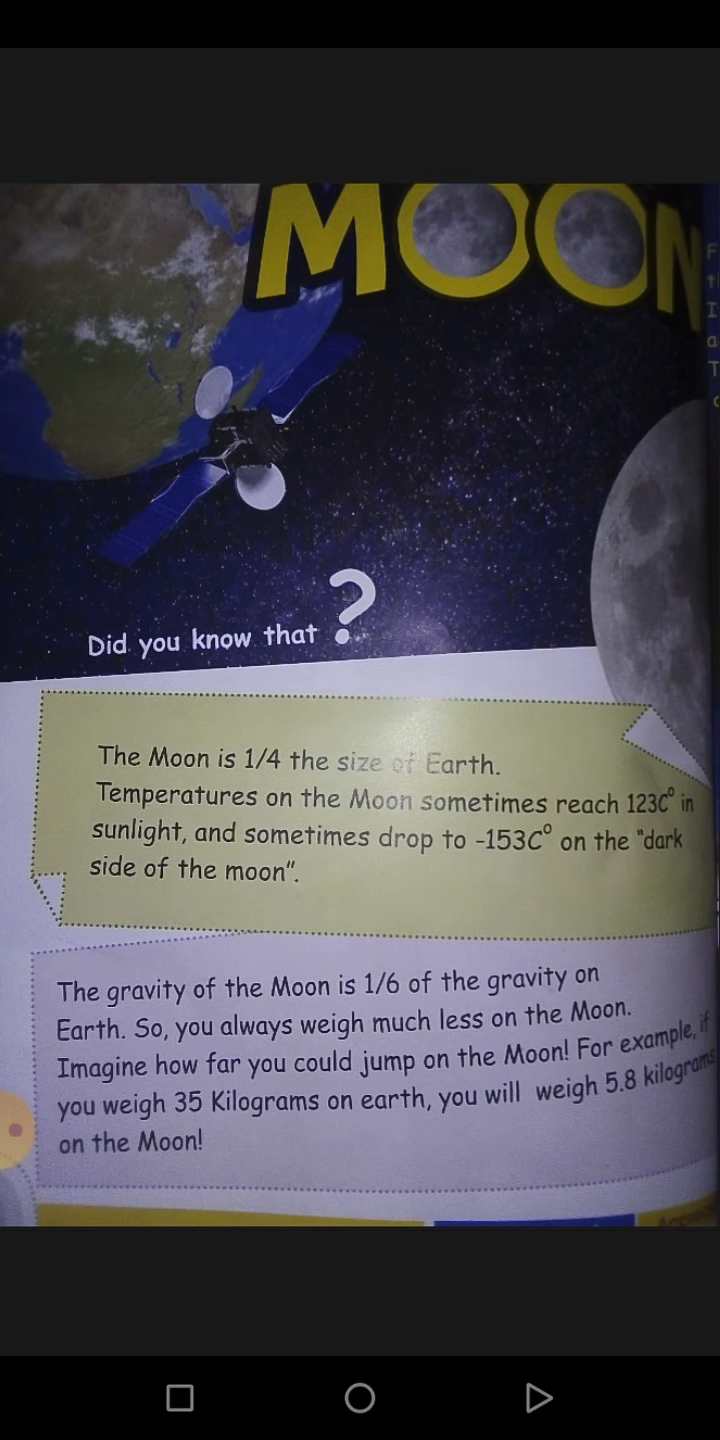 MOON
Did you know that ?
The Moon is 1/4 the size of Earth.
Temperatures on the Moon sometimes reach 123C° in
sunlight, and sometimes drop to -153C° on the "dark
side of the moon".
The gravity of the Moon is 1/6 of the gravity on
Earth. So, you always weigh much less on the Moon.
Imagine how far you could jump on the Moon! For example, if
you weigh 35 Kilograms on earth, you will weigh 5.8 kilograms
on the Moon!